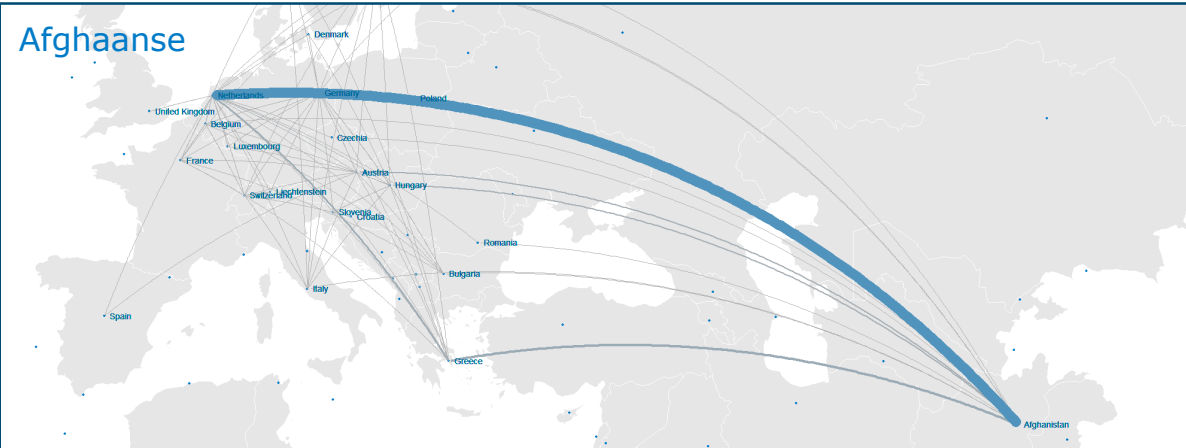 Afghaanse
Denmark
Netherlands
Germany
Poland
United Kingdom
Belgium
Czechia
Luxembourg
France
Austria
Hungary
Switzerland
Liechtenstein
Slovenia
Croatia
Romania
Bulgaria
Italy
Spain
Greece
Afghanistan